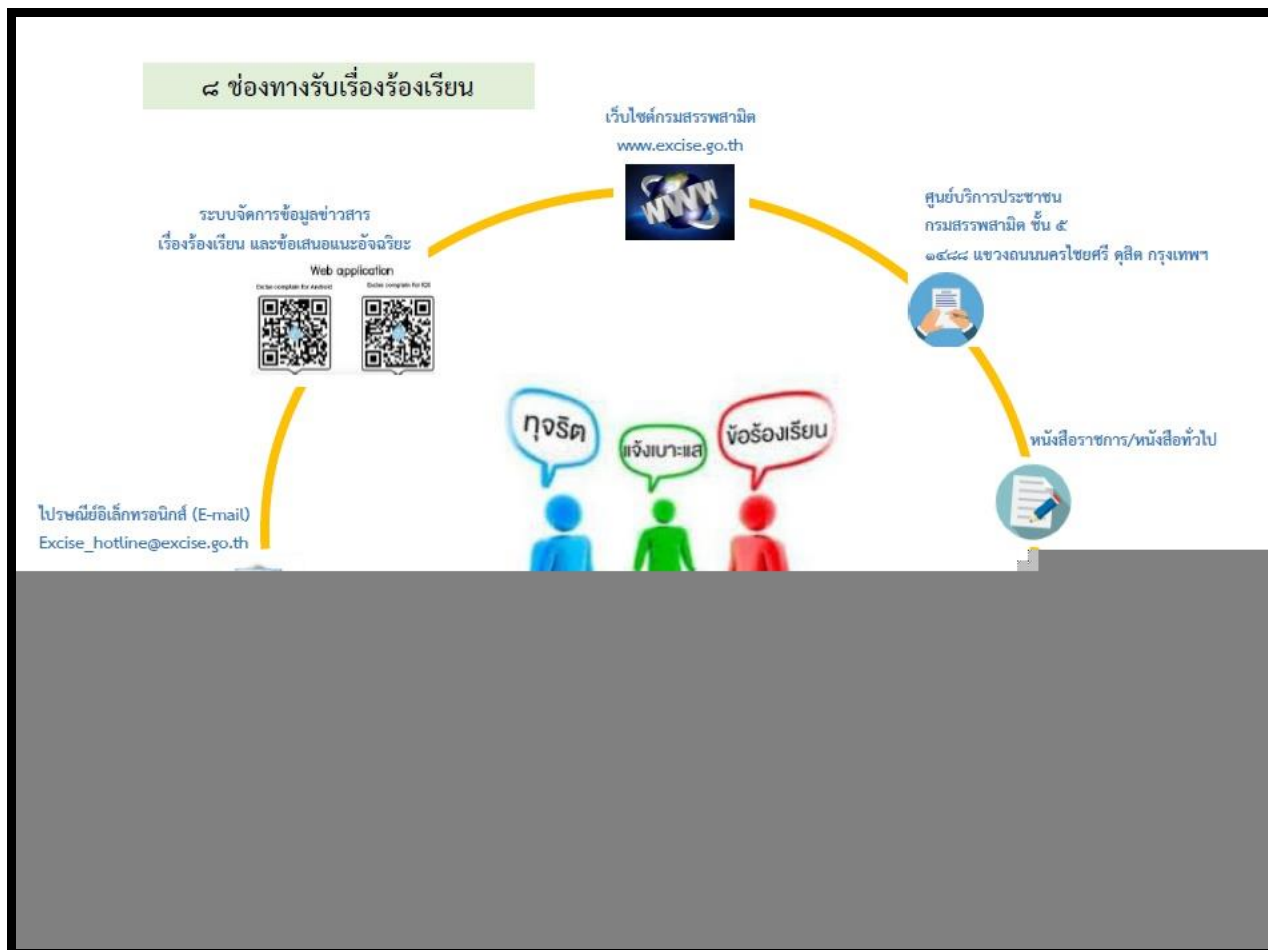 ๘ ช่องทางรับเรื่องร้องเรียน
เว็บไซต์กรมสรรพสามิต
www.excise.go.th
WWW
ศูนย์บริการประชาชน
กรมสรรพสามิต ชั้น ๕
๑๔๘๘ แขวงถนนนครไชยศรี ดุสิต กรุงเทพฯ
ระบบจัดการข้อมูลข่าวสาร
เรื่องร้องเรียน และข้อเสนอแนะอัจฉริยะ
Web application
Excise complain for Android
Excise complain for IOS
ทุจริต
แจ้งเบาะแส
ข้อร้องเรียน
หนังสือราชการ/หนังสือทั่วไป
ไปรษณีย์อิเล็กทรอนิกส์ (E-mail)
Excise_hotline@excise.go.th